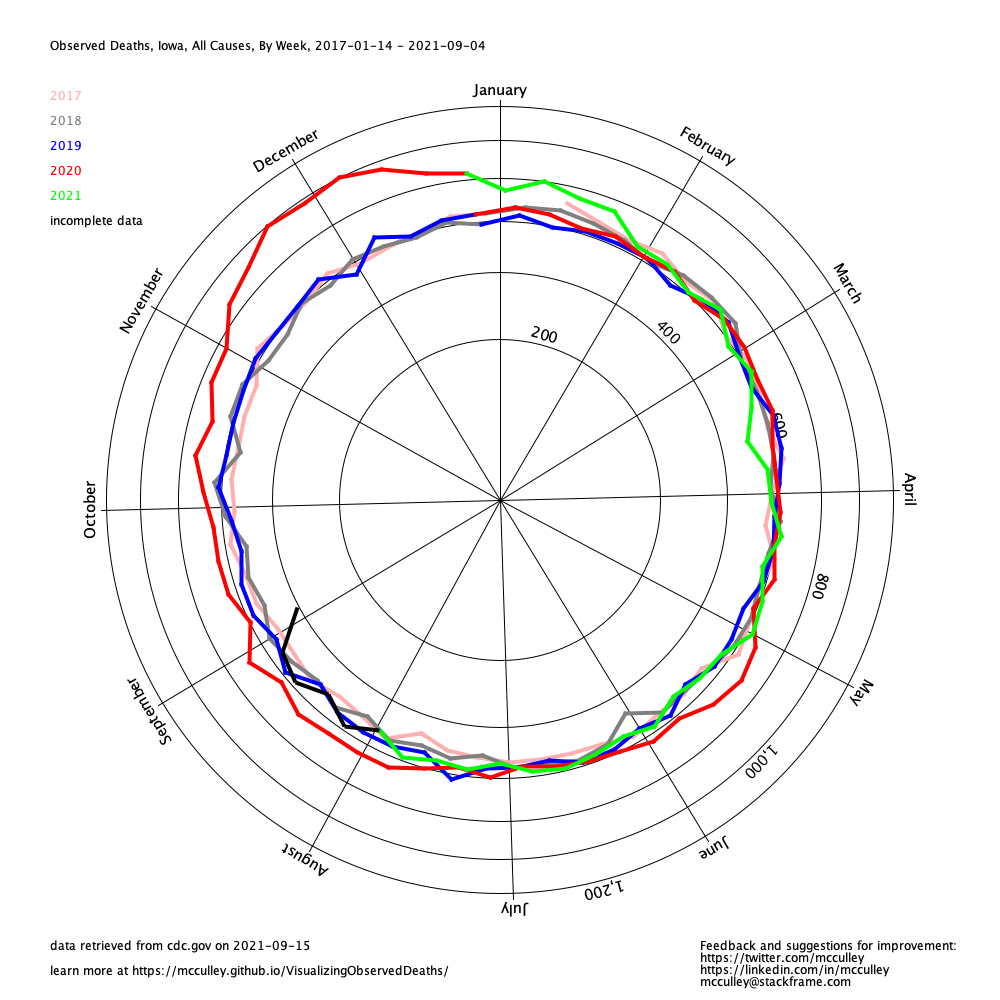 Observed Deaths, Iowa, All Causes, By Week, 2017-01-14 - 2021-09-04
January
2017
2018
2019
2020
2021
incomplete data
December
February
November
March
200
400
600
October
April
800
September
May
1,000
August
June
1,200
July
data retrieved from cdc.gov on 2021-09-15
learn more at https://mcculley.github.io/VisualizingObservedDeaths/
Feedback and suggestions for improvement:
https://twitter.com/mcculley
https://linkedin.com/in/mcculley
mcculley@stackframe.com